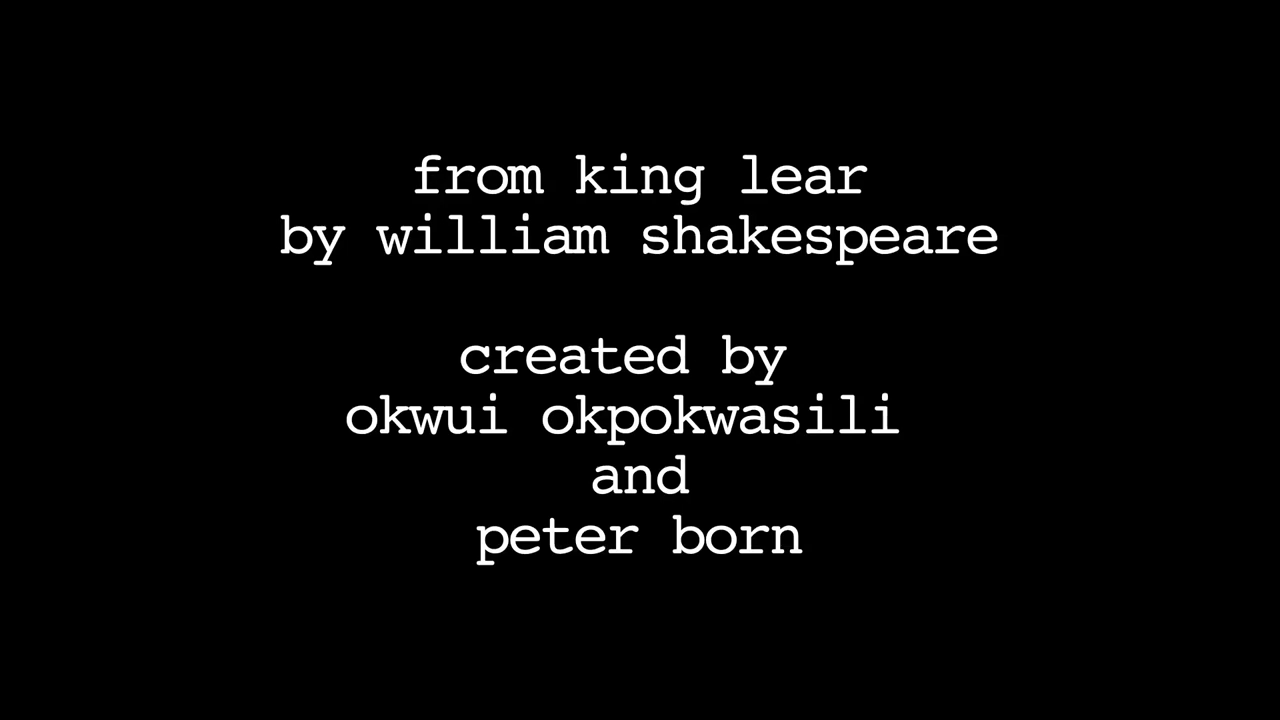 from king lear
by william shakespeare
created by
okwui okpokwasili
and
peter born